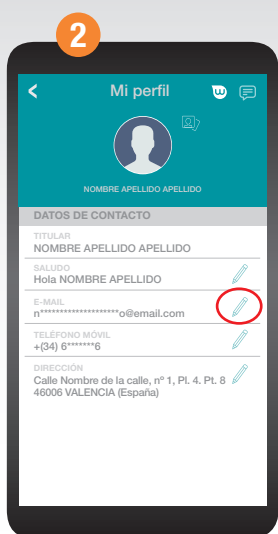 2
Mi perfil
NOMBRE APELLIDO APELLIDO
DATOS DE CONTACTO
TITULAR
NOMBRE APELLIDO APELLIDO
SALUDO
Hola NOMBRE APELLIDO
E-MAIL
n********************o@email.com
TELÉFONO MÓVIL
+(34) 6*******6
DIRECCIÓN
Calle Nombre de la calle, nº 1, Pl. 4. Pt. 8
46006 VALENCIA (España)